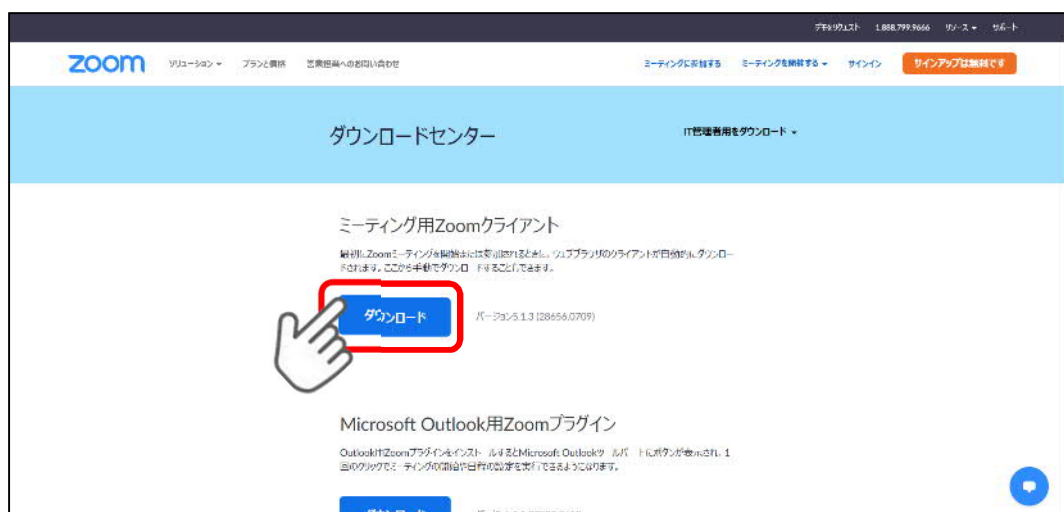 デモをリクエスト 1.888.799.9666 リソース サポート
zoom ソリューション プランと価格 営業担当へのお問い合わせ ミーティングに参加する ミーティングを開催する サインイン サインアップは無料です
ダウンロードセンター IT管理者用をダウンロード
ミーティング用Zoomクライアント
最初にZoomミーティングを開始または参加されるときに、ウェブブラウザのクライアントが自動的にダウンロー
ドされます。ここから手動でダウンロードすることもできます。
ダウンロード バージョン5.1.3 (28656.0709)
Microsoft Outlook用Zoomプラグイン
Outlook用ZoomプラグインをインストールするとMicrosoft Outlookツールバー上にボタンが表示され、1
回のクリックでミーティングの開始や日程の設定を実行できるようになります。
ダウンロード